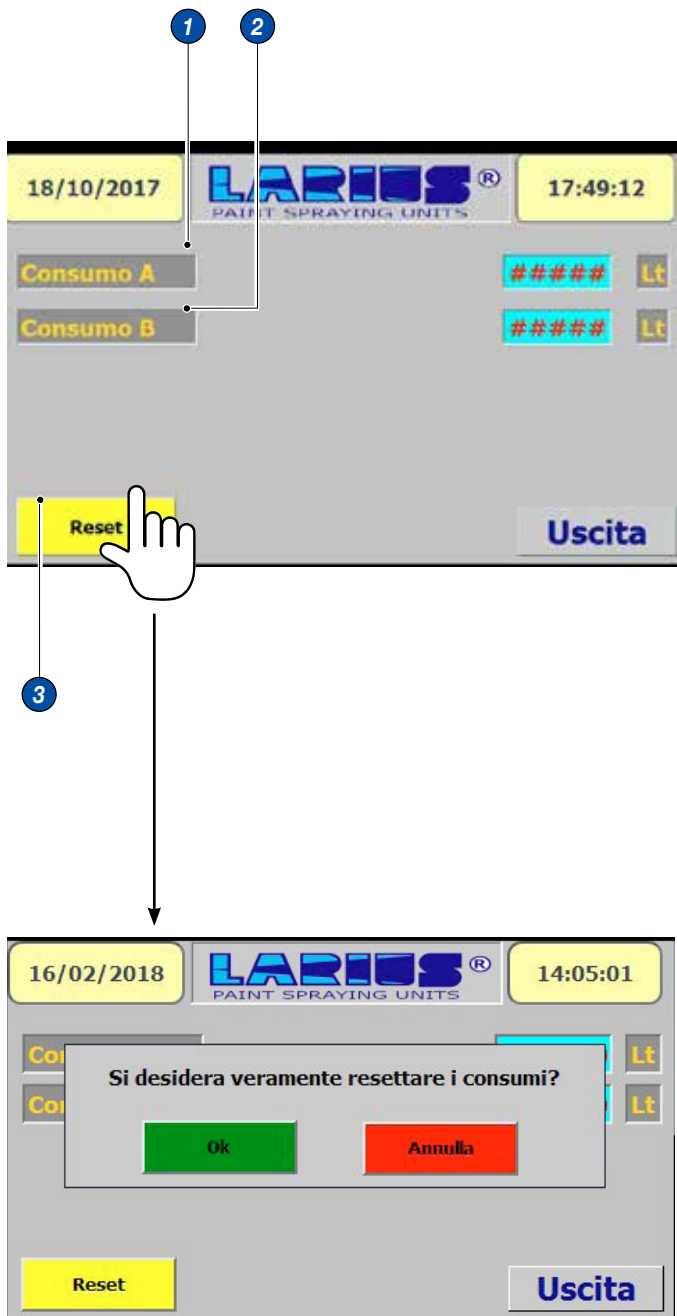 1 2
18/10/2017 LARIUS® 17:49:12
PAINT SPRAYING UNITS
Consumo A ##### Lt
Consumo B ##### Lt
Reset Uscita
3
16/02/2018 LARIUS® 14:05:01
PAINT SPRAYING UNITS
Co Lt
Si desidera veramente resettare i consumi?
Co Lt
Ok Annulla
Reset Uscita